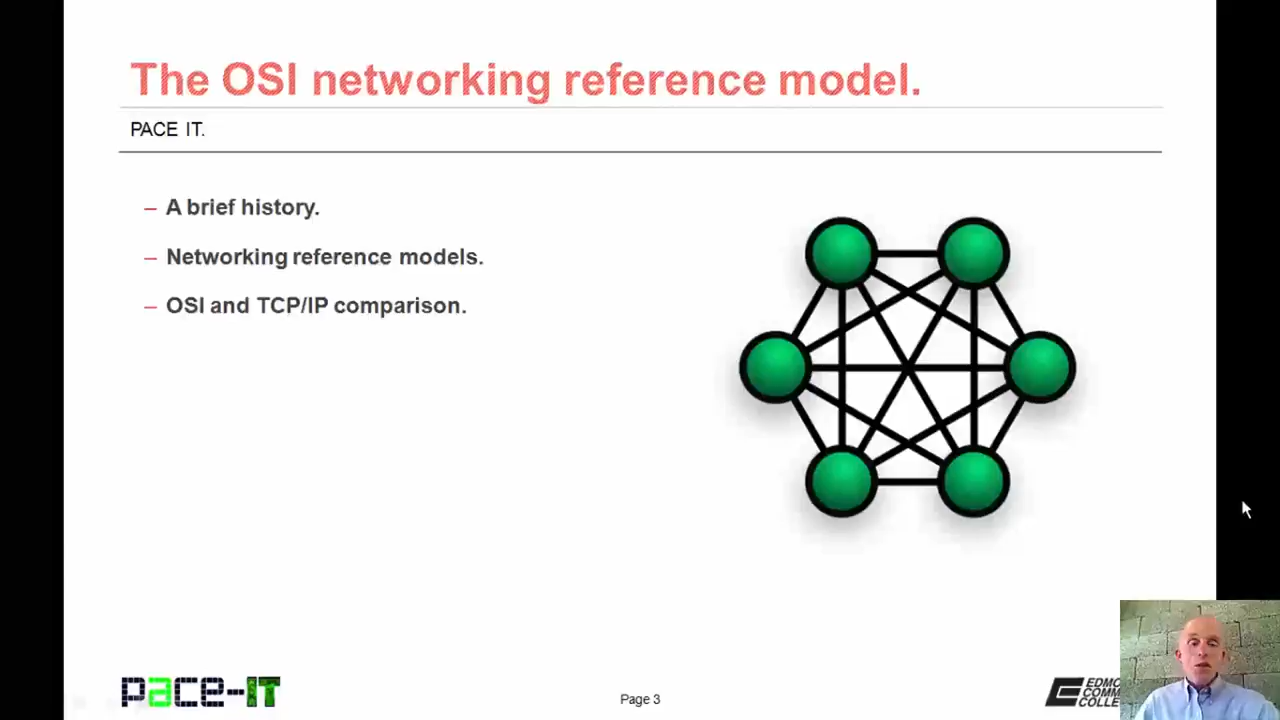 The OSI networking reference model.
PACE IT.
– A brief history.
– Networking reference models.
– OSI and TCP/IP comparison.
pace-IT
Page 3